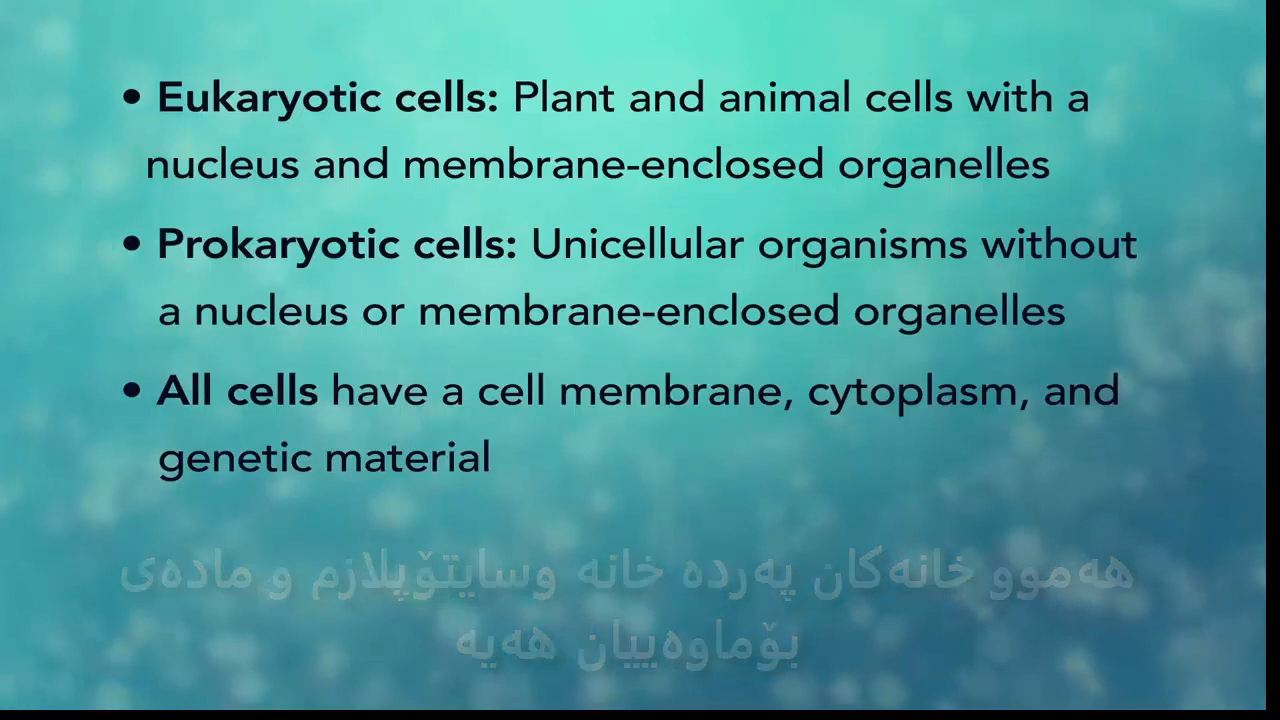 • Eukaryotic cells: Plant and animal cells with a
nucleus and membrane-enclosed organelles
• Prokaryotic cells: Unicellular organisms without
a nucleus or membrane-enclosed organelles
• All cells have a cell membrane, cytoplasm, and
genetic material
هەموو خانەکان پەردە خانە وسایتۆپلازم و مادەی
بۆماوەییان هەیە